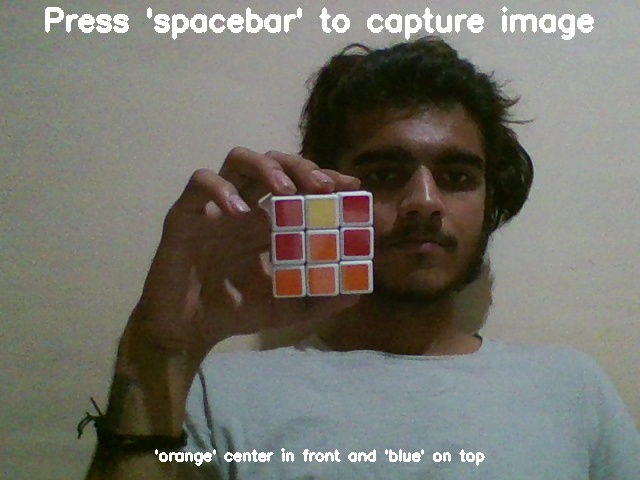 Press 'spacebar' to capture image
'orange' center in front and 'blue' on top